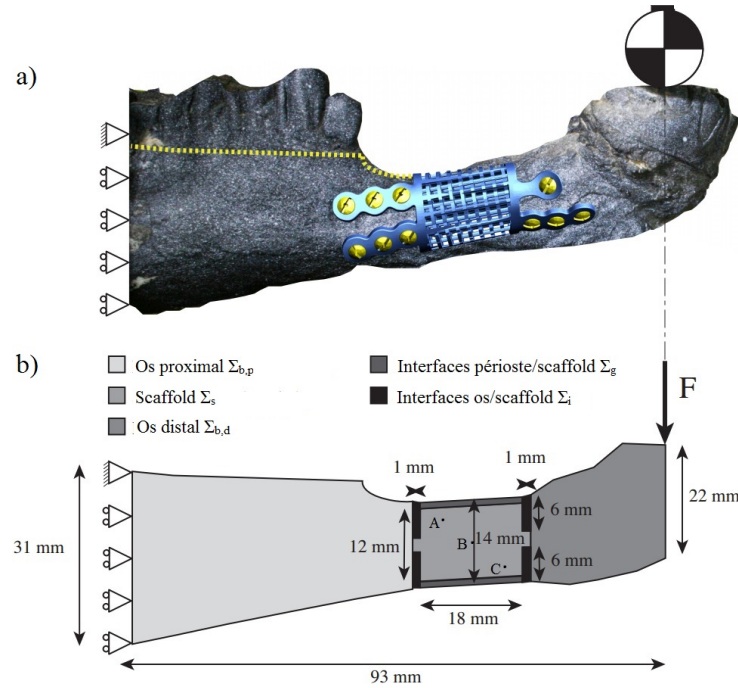 a)
b)
Os proximal Σb,p
Interfaces périoste/scaffold Σg
Scaffold Σs
Interfaces os/scaffold Σi
Os distal Σb,d
F
1 mm
1 mm
22 mm
6 mm
A
31 mm
12 mm
B
14 mm
C
6 mm
18 mm
93 mm